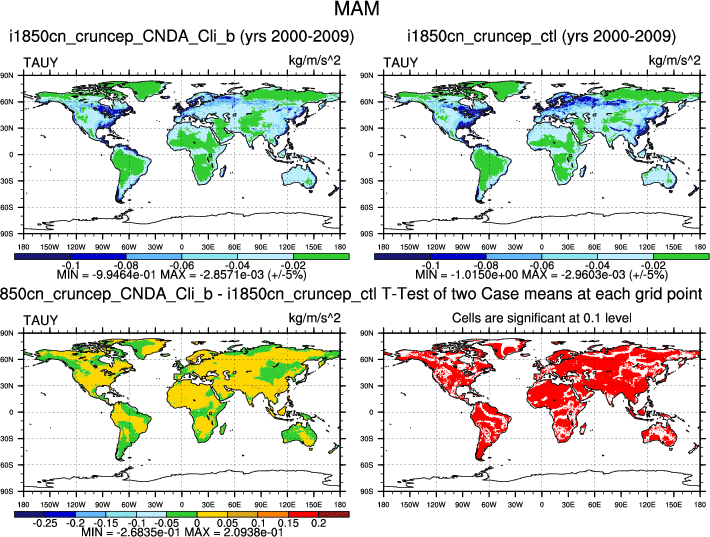 MAM
i1850cn_cruncep_CNDA_Cli_b (yrs 2000-2009)
i1850cn_cruncep_ctl (yrs 2000-2009)
TAUY kg/m/s^2
TAUY kg/m/s^2
90N
60N
30N
0
30S
60S
90S
180 150W 120W 90W 60W 30W 0 30E 60E 90E 120E 150E 180
90N
60N
30N
0
30S
60S
90S
180 150W 120W 90W 60W 30W 0 30E 60E 90E 120E 150E 180
-0.1 -0.08 -0.06 -0.04 -0.02
MIN = -9.9464e-01 MAX = -2.8571e-03 (+/-5%)
-0.1 -0.08 -0.06 -0.04 -0.02
MIN = -1.0150e+00 MAX = -2.9603e-03 (+/-5%)
850cn_cruncep_CNDA_Cli_b - i1850cn_cruncep_ctl
T-Test of two Case means at each grid point
TAUY kg/m/s^2
Cells are significant at 0.1 level
90N
60N
30N
0
30S
60S
90S
180 150W 120W 90W 60W 30W 0 30E 60E 90E 120E 150E 180
90N
60N
30N
0
30S
60S
90S
180 150W 120W 90W 60W 30W 0 30E 60E 90E 120E 150E 180
-0.25 -0.2 -0.15 -0.1 -0.05 0 0.05 0.1 0.15 0.2
MIN = -2.6835e-01 MAX = 2.0938e-01